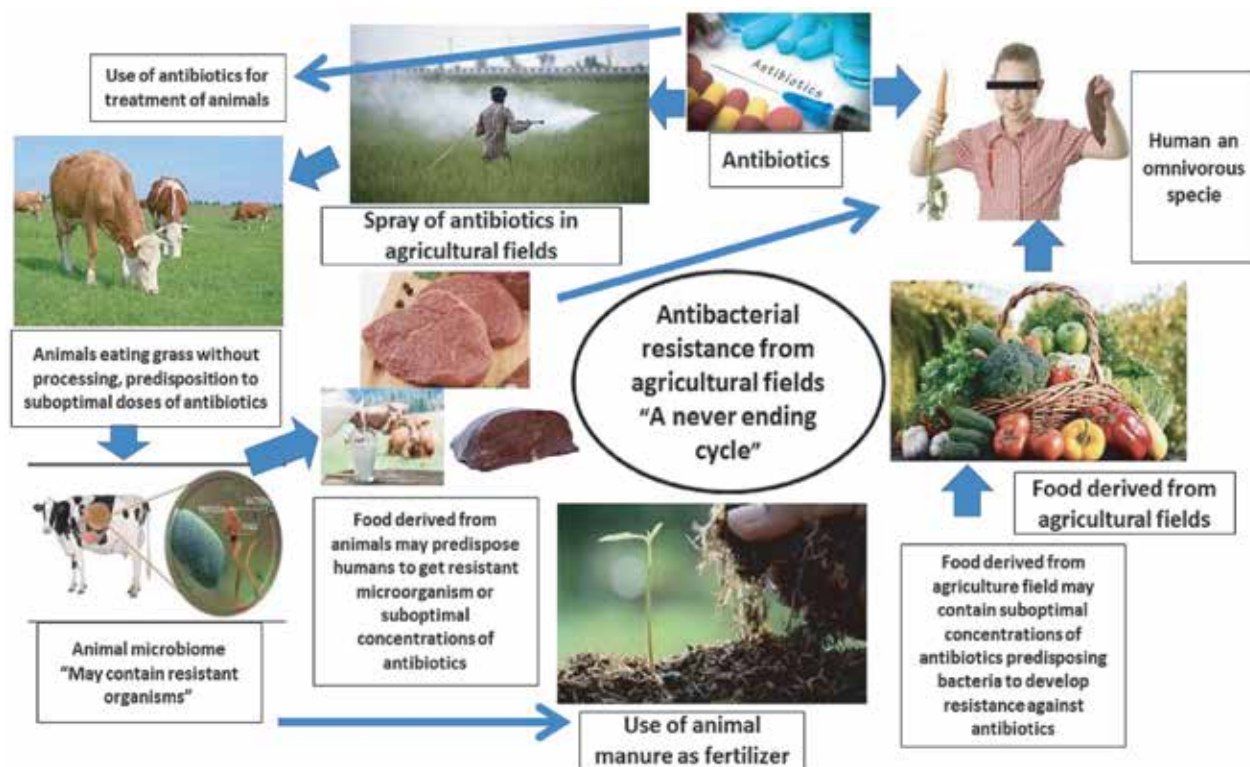 Use of antibiotics for
treatment of animals
Antibiotics
Antibiotics
Human an
omnivorous
specie
Spray of antibiotics in
agricultural fields
Animals eating grass without
processing, predisposition to
suboptimal doses of antibiotics
Antibacterial
resistance from
agricultural fields
“A never ending
cycle”
Food derived from
agricultural fields
Food derived from
animals may predispose
humans to get resistant
microorganism or
suboptimal
concentrations of
antibiotics
Food derived from
agriculture field may
contain suboptimal
concentrations of
antibiotics predisposing
bacteria to develop
resistance against
antibiotics
Animal microbiome
“May contain resistant
organisms”
Use of animal
manure as fertilizer